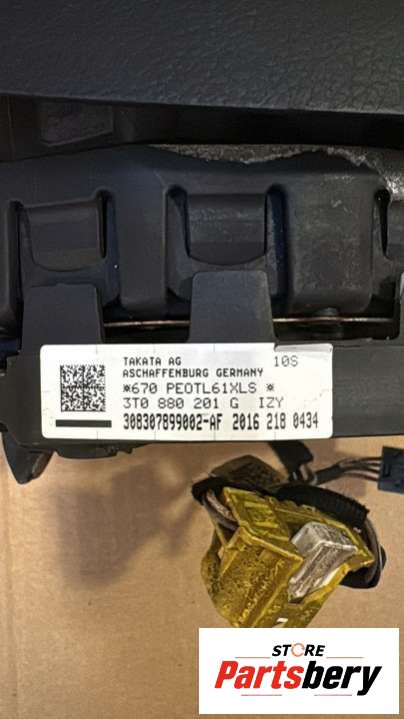 TAKATA AG 10S
ASCHAFFENBURG GERMANY
*670 PEOTL61XLS *
3T0 880 201 G IZY
308307899002-AF 2016 218 0434
STORE
Partsbery